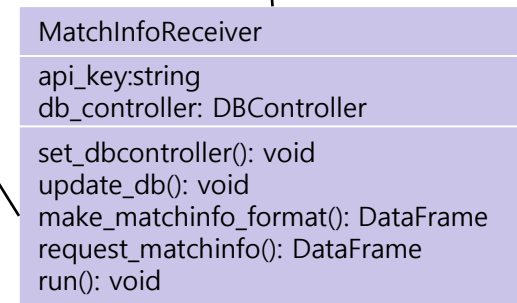 MatchInfoReceiver
api_key:string
db_controller: DBController
set_dbcontroller(): void
update_db(): void
make_matchinfo_format(): DataFrame
request_matchinfo(): DataFrame
run(): void